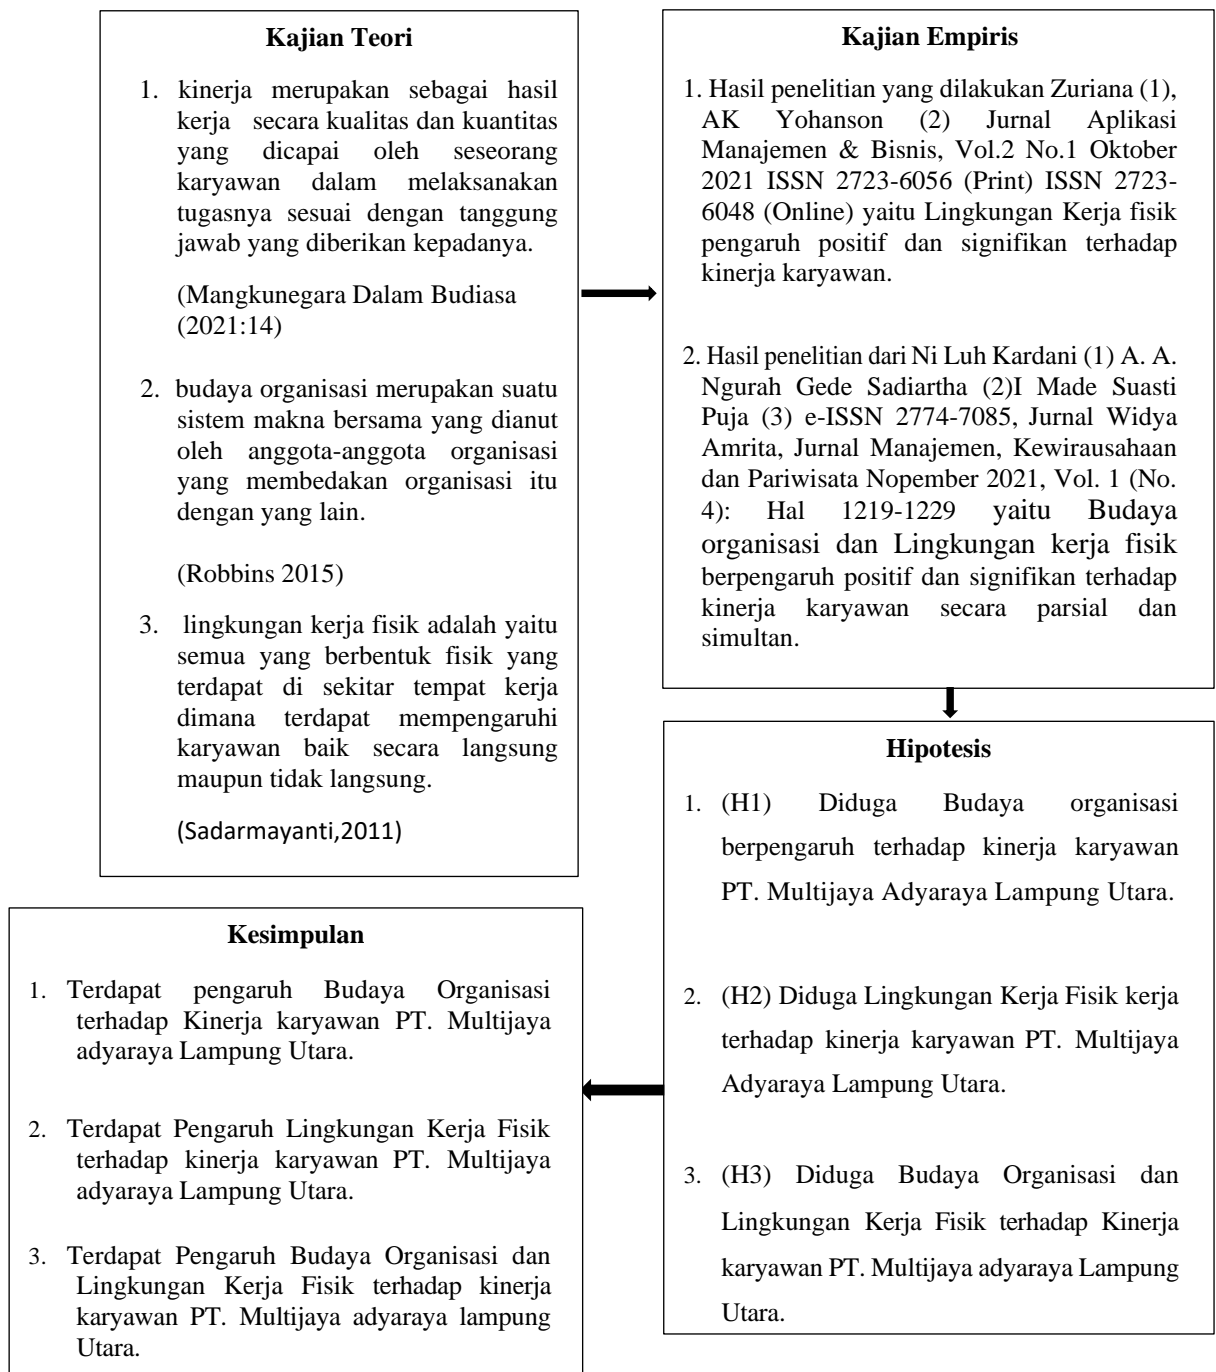 Kajian Teori
1. kinerja merupakan sebagai hasil
kerja secara kualitas dan kuantitas
yang dicapai oleh seseorang
karyawan dalam melaksanakan
tugasnya sesuai dengan tanggung
jawab yang diberikan kepadanya.
(Mangkunegara Dalam Budiasa
(2021:14)
2. budaya organisasi merupakan suatu
sistem makna bersama yang dianut
oleh anggota-anggota organisasi
yang membedakan organisasi itu
dengan yang lain.
(Robbins 2015)
3. lingkungan kerja fisik adalah yaitu
semua yang berbentuk fisik yang
terdapat di sekitar tempat kerja
dimana terdapat mempengaruhi
karyawan baik secara langsung
maupun tidak langsung.
(Sadarmayanti,2011)
Kajian Empiris
1. Hasil penelitian yang dilakukan Zuriana (1),
AK Yohanson (2) Jurnal Aplikasi
Manajemen & Bisnis, Vol.2 No.1 Oktober
2021 ISSN 2723-6056 (Print) ISSN 2723-
6048 (Online) yaitu Lingkungan Kerja fisik
pengaruh positif dan signifikan terhadap
kinerja karyawan.
2. Hasil penelitian dari Ni Luh Kardani (1) A. A.
Ngurah Gede Sadiartha (2)I Made Suasti
Puja (3) e-ISSN 2774-7085, Jurnal Widya
Amrita, Jurnal Manajemen, Kewirausahaan
dan Pariwisata Nopember 2021, Vol. 1 (No.
4): Hal 1219-1229 yaitu Budaya
organisasi dan Lingkungan kerja fisik
berpengaruh positif dan signifikan terhadap
kinerja karyawan secara parsial dan
simultan.
Hipotesis
1. (H1) Diduga Budaya organisasi
berpengaruh terhadap kinerja karyawan
PT. Multijaya Adyaraya Lampung Utara.
2. (H2) Diduga Lingkungan Kerja Fisik kerja
terhadap kinerja karyawan PT. Multijaya
Adyaraya Lampung Utara.
3. (H3) Diduga Budaya Organisasi dan
Lingkungan Kerja Fisik terhadap Kinerja
karyawan PT. Multijaya adyaraya Lampung
Utara.
Kesimpulan
1. Terdapat pengaruh Budaya Organisasi
terhadap Kinerja karyawan PT. Multijaya
adyaraya Lampung Utara.
2. Terdapat Pengaruh Lingkungan Kerja Fisik
terhadap kinerja karyawan PT. Multijaya
adyaraya Lampung Utara.
3. Terdapat Pengaruh Budaya Organisasi dan
Lingkungan Kerja Fisik terhadap kinerja
karyawan PT. Multijaya adyaraya lampung
Utara.